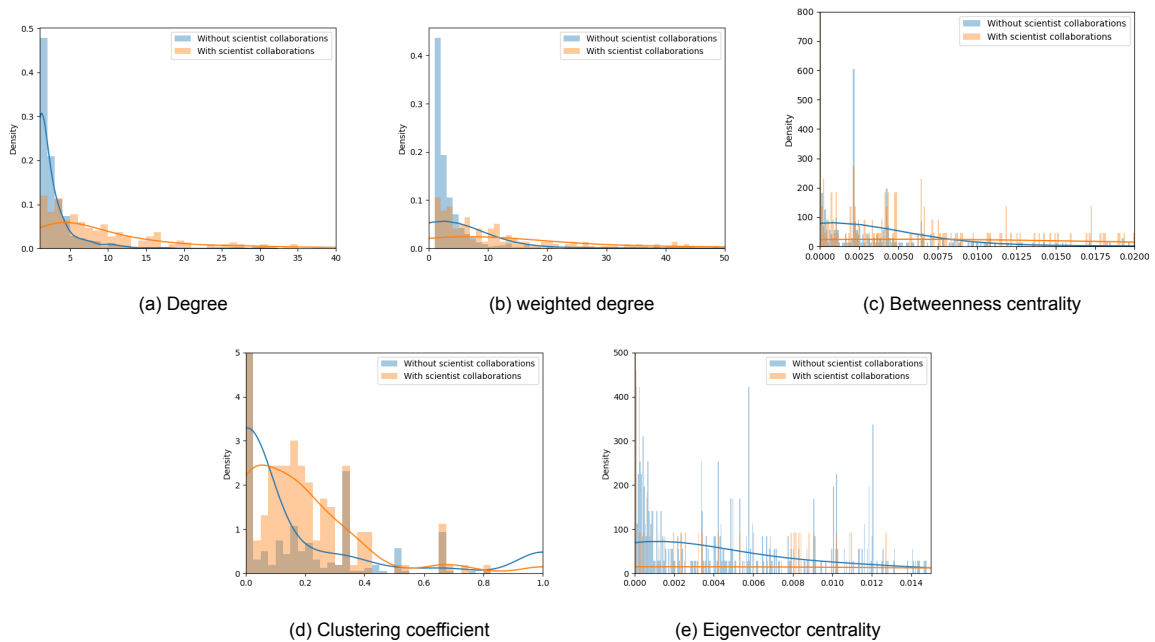 0.5
0.4
0.3
0.2
0.1
0.0
Density
5 10 15 20 25 30 35 40
Without scientist collaborations
With scientist collaborations
(a) Degree
0.4
0.3
0.2
0.1
0.0
Density
0 10 20 30 40 50
Without scientist collaborations
With scientist collaborations
(b) weighted degree
800
700
600
500
400
300
200
100
0
Density
0.0000 0.0025 0.0050 0.0075 0.0100 0.0125 0.0150 0.0175 0.0200
Without scientist collaborations
With scientist collaborations
(c) Betweenness centrality
5
4
3
2
1
0
Density
0.0 0.2 0.4 0.6 0.8 1.0
Without scientist collaborations
With scientist collaborations
(d) Clustering coefficient
500
400
300
200
100
0
Density
0.000 0.002 0.004 0.006 0.008 0.010 0.012 0.014
Without scientist collaborations
With scientist collaborations
(e) Eigenvector centrality